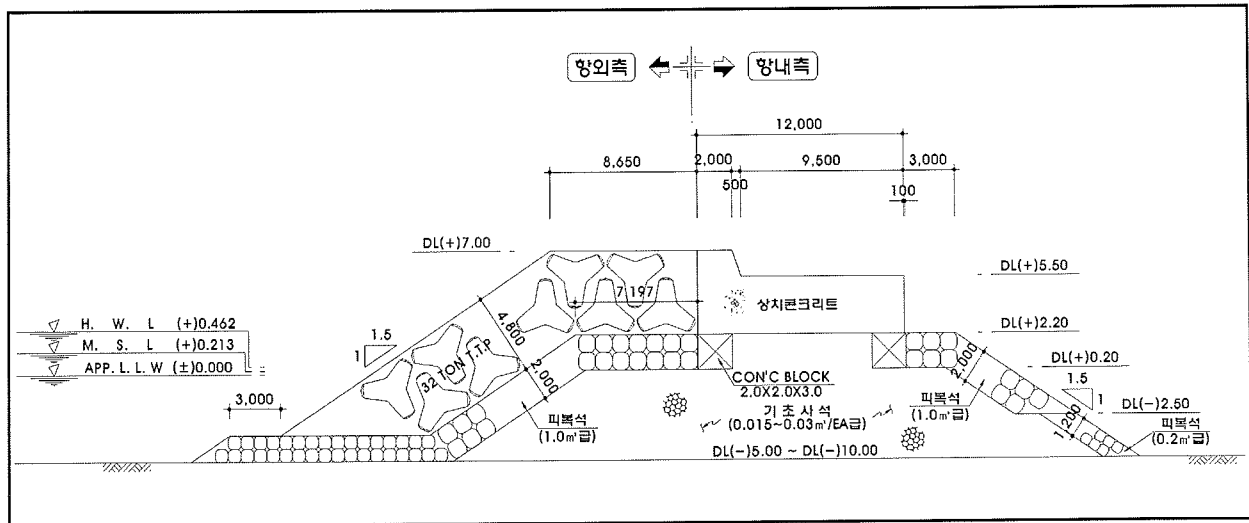 항외측
항내측
12,000
8,650
2,000
9,500
3,000
500
100
DL(+)7.00
DL(+)5.50
7,197
상치콘크리트
H. W. L (+)0.462
M. S. L (+)0.213
APP. L. L. W (±)0.000
1.5
1
4,800
32 TON T.T.P
2,000
DL(+)2.20
DL(+)0.20
2,000
1.5
1
CON'C BLOCK
2.0X2.0X3.0
3,000
피복석
(1.0㎥급)
기초사석
(0.015~0.03㎥/EA급)
피복석
(1.0㎥급)
DL(-)2.50
1,200
피복석
(0.2㎥급)
DL(-)5.00 ~ DL(-)10.00